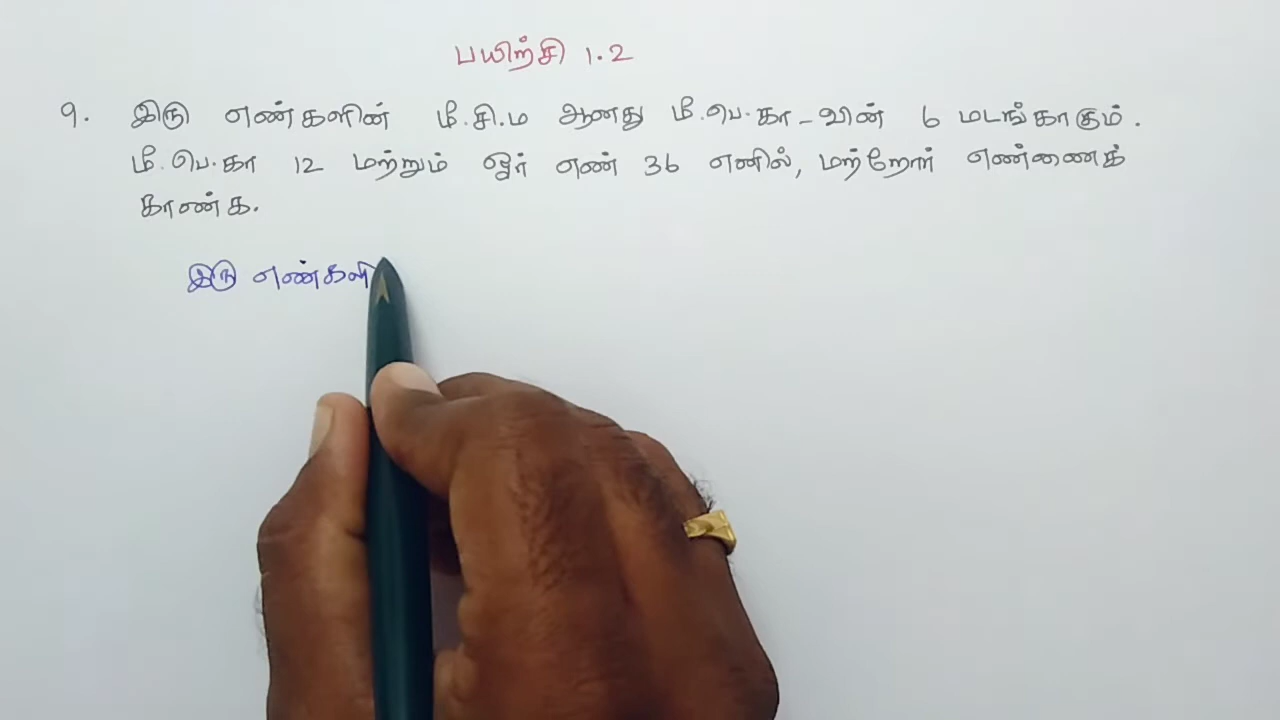 பயிற்சி 1.2
9. இரு எண்களின் மீ.சி.ம ஆனது மீ.பெ.கா-வின் 6 மடங்காகும்.
மீ.பெ.கா 12 மற்றும் ஓர் எண் 36 எனில், மற்றோர் எண்ணைக்
காண்க.
இரு எண்களி